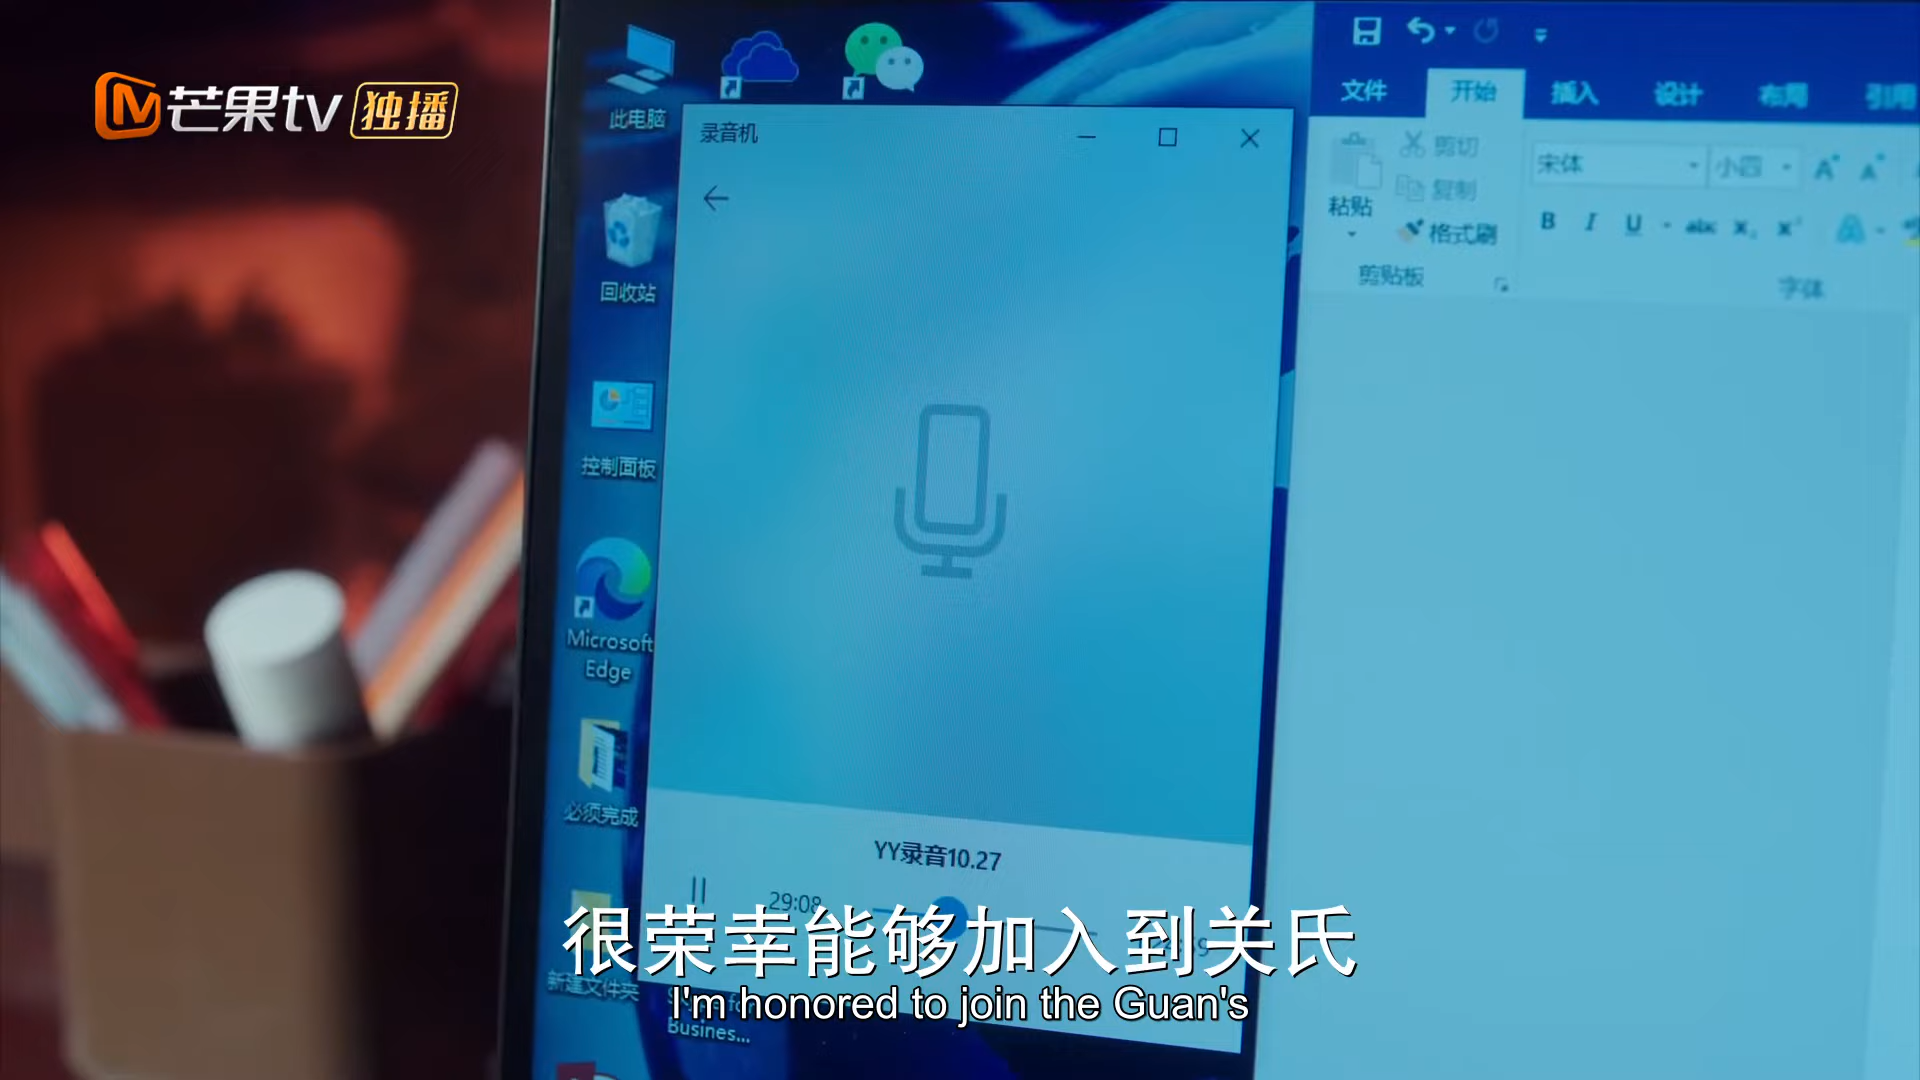 芒果tv 独播
此电脑
回收站
控制面板
Microsoft
Edge
必须完成
新建文件夹
Busines...
录音机
YY录音10.27
29:08
文件 开始 插入 设计 布局 引用
粘贴
剪切
复制
格式刷
剪贴板
宋体 小四
B I U abc
字体
很荣幸能够加入到关氏
I'm honored to join the Guan's